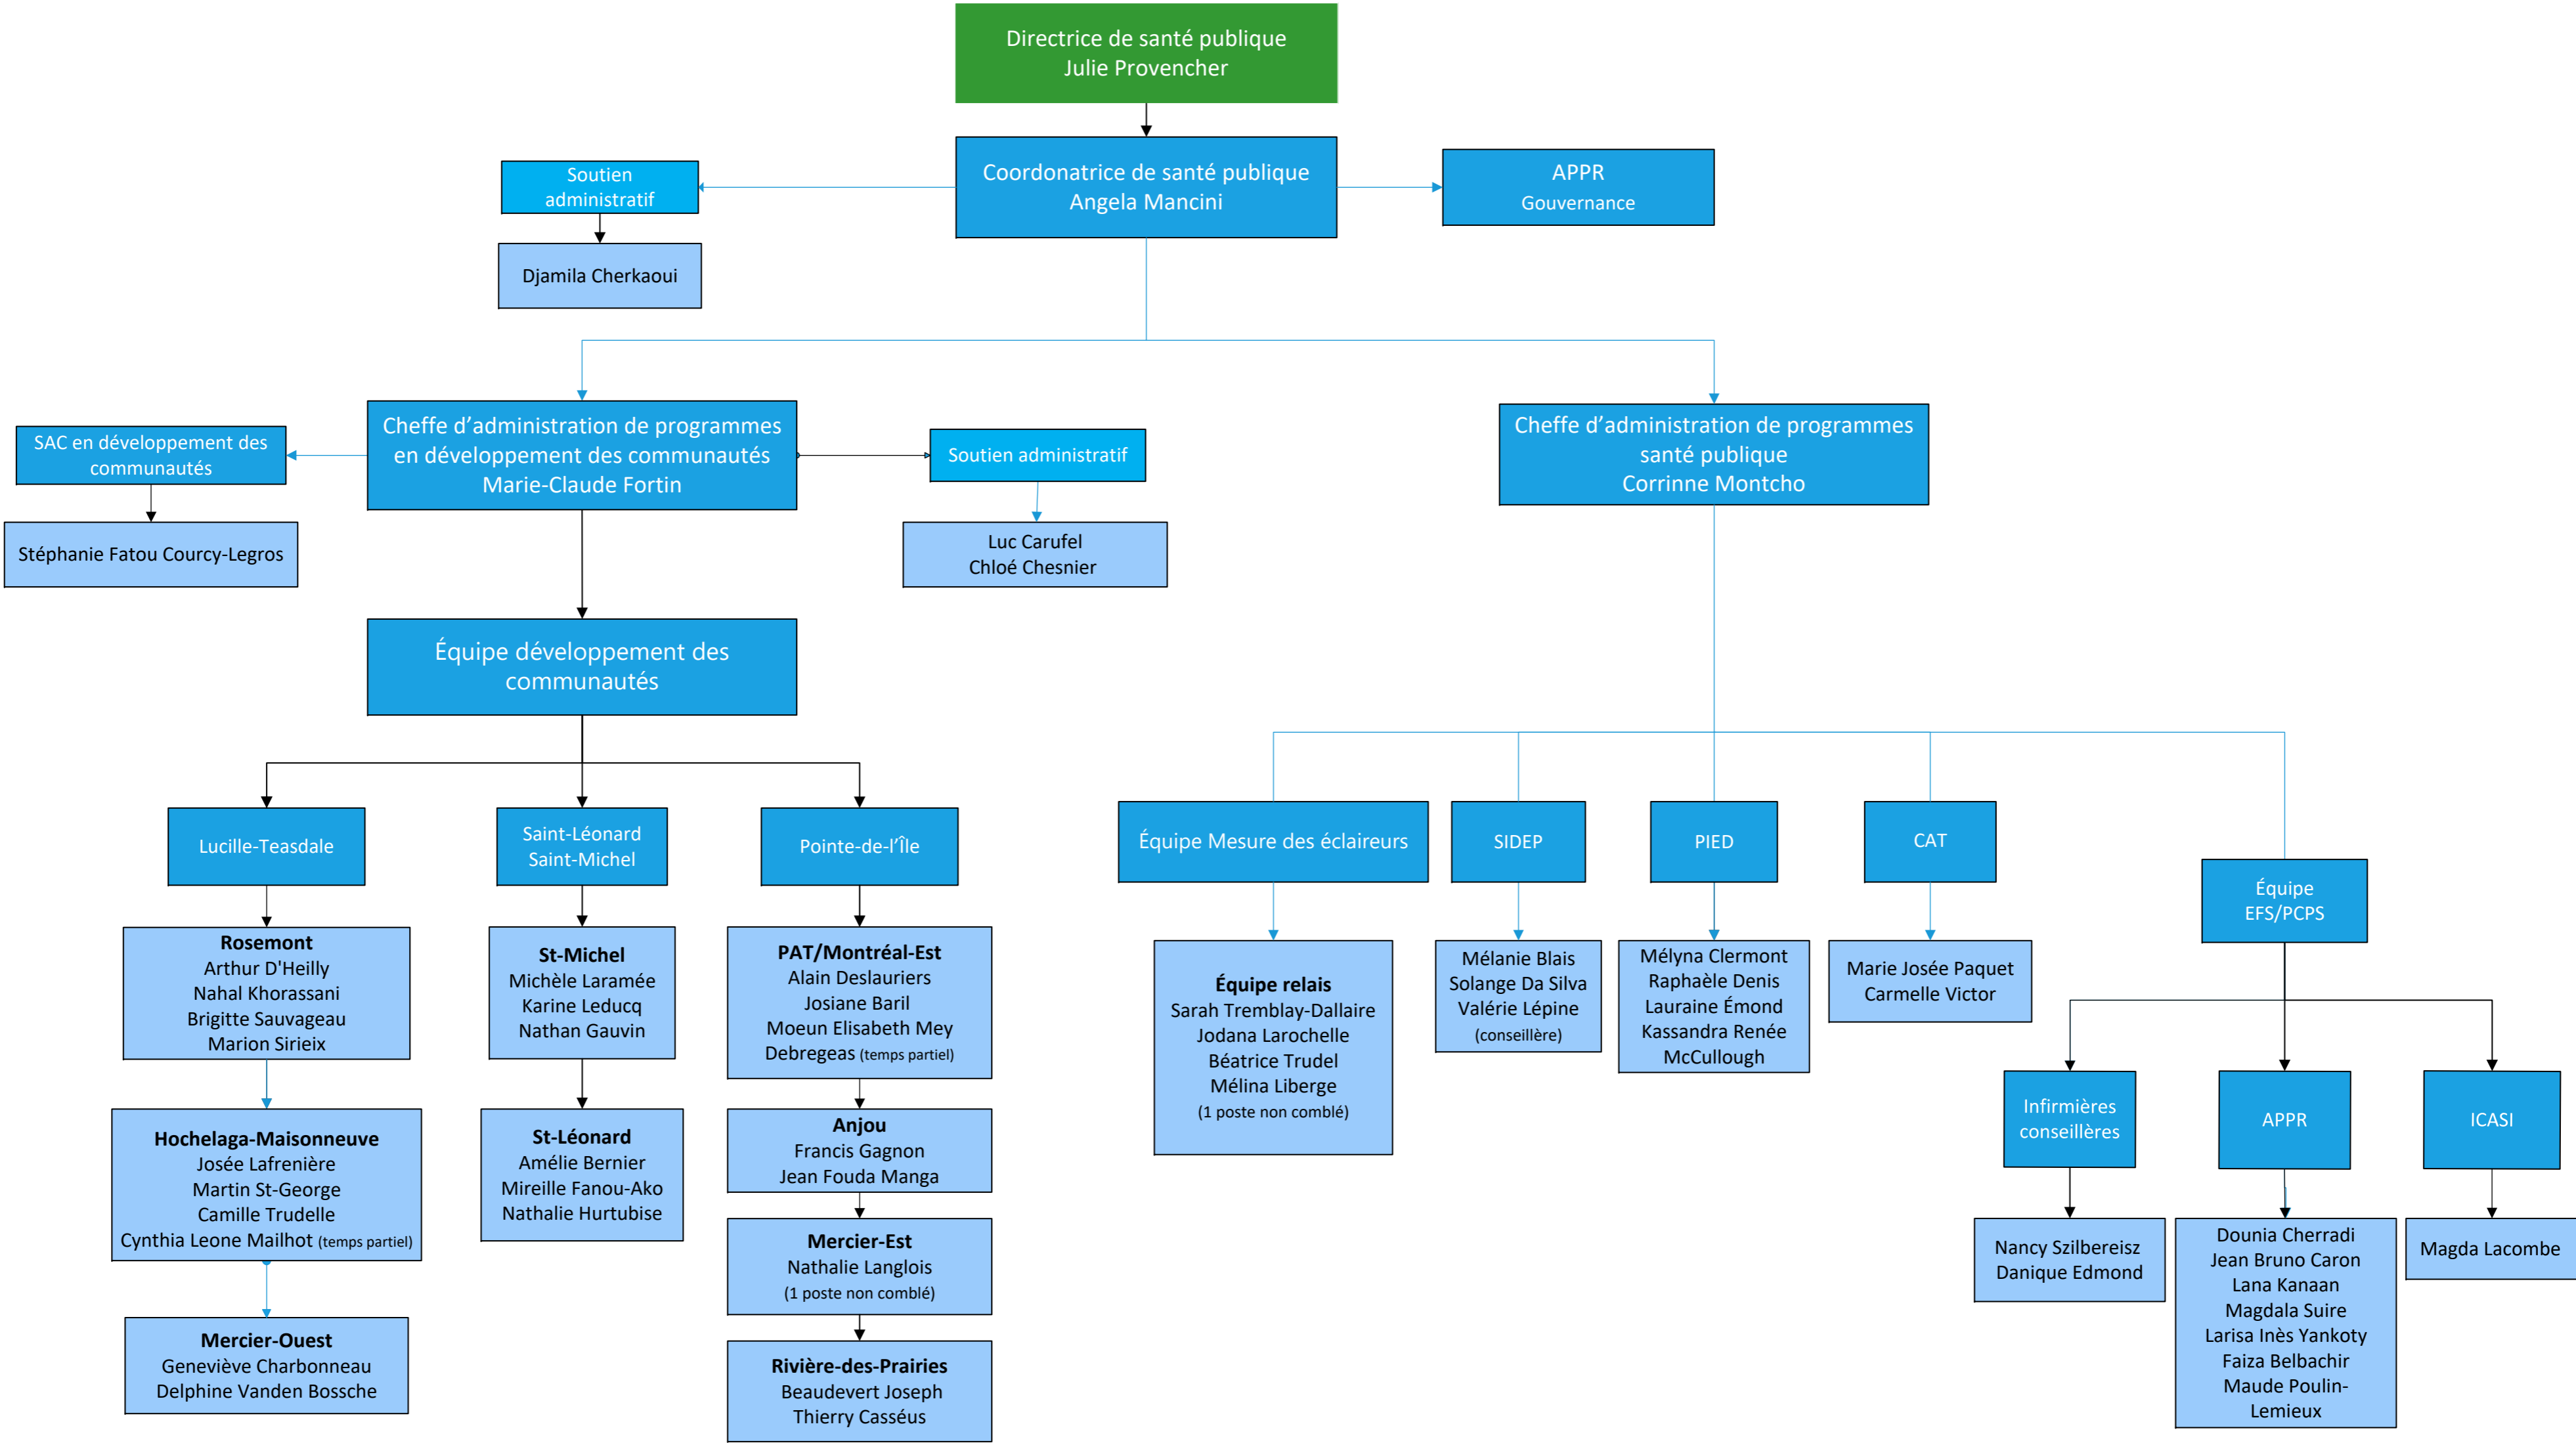 Directrice de santé publique
Julie Provencher
Soutien
administratif
Coordonatrice de santé publique
Angela Mancini
APPR
Gouvernance
Djamila Cherkaoui
SAC en développement des
communautés
Cheffe d'administration de programmes
en développement des communautés
Marie-Claude Fortin
Soutien administratif
Cheffe d'administration de programmes
santé publique
Corrinne Montcho
Stéphanie Fatou Courcy-Legros
Luc Carufel
Chloé Chesnier
Équipe développement des
communautés
Lucille-Teasdale
Saint-Léonard
Saint-Michel
Pointe-de-l'Île
Rosemont
Arthur D'Heilly
Nahal Khorassani
Brigitte Sauvageau
Marion Sirieix
Hochelaga-Maisonneuve
Josée Lafrenière
Martin St-George
Camille Trudelle
Cynthia Leone Mailhot (temps partiel)
Mercier-Ouest
Geneviève Charbonneau
Delphine Vanden Bossche
St-Michel
Michèle Laramée
Karine Leducq
Nathan Gauvin
St-Léonard
Amélie Bernier
Mireille Fanou-Ako
Nathalie Hurtubise
PAT/Montréal-Est
Alain Deslauriers
Josiane Baril
Moeun Elisabeth Mey
Debregeas (temps partiel)
Anjou
Francis Gagnon
Jean Fouda Manga
Mercier-Est
Nathalie Langlois
(1 poste non comblé)
Rivière-des-Prairies
Beaudevert Joseph
Thierry Casséus
Équipe Mesure des éclaireurs
SIDEP
PIED
CAT
Équipe
EFS/PCPS
Équipe relais
Sarah Tremblay-Dallaire
Jodana Larochelle
Béatrice Trudel
Mélina Liberge
(1 poste non comblé)
Mélanie Blais
Solange Da Silva
Valérie Lépine
(conseillère)
Mélyna Clermont
Raphaèle Denis
Lauraine Émond
Kassandra Renée
McCullough
Marie Josée Paquet
Carmelle Victor
Infirmières
conseillères
APPR
ICASI
Nancy Szilbereisz
Danique Edmond
Dounia Cherradi
Jean Bruno Caron
Lana Kanaan
Magdala Suire
Larisa Inès Yankoty
Faiza Belbachir
Maude Poulin-
Lemieux
Magda Lacombe